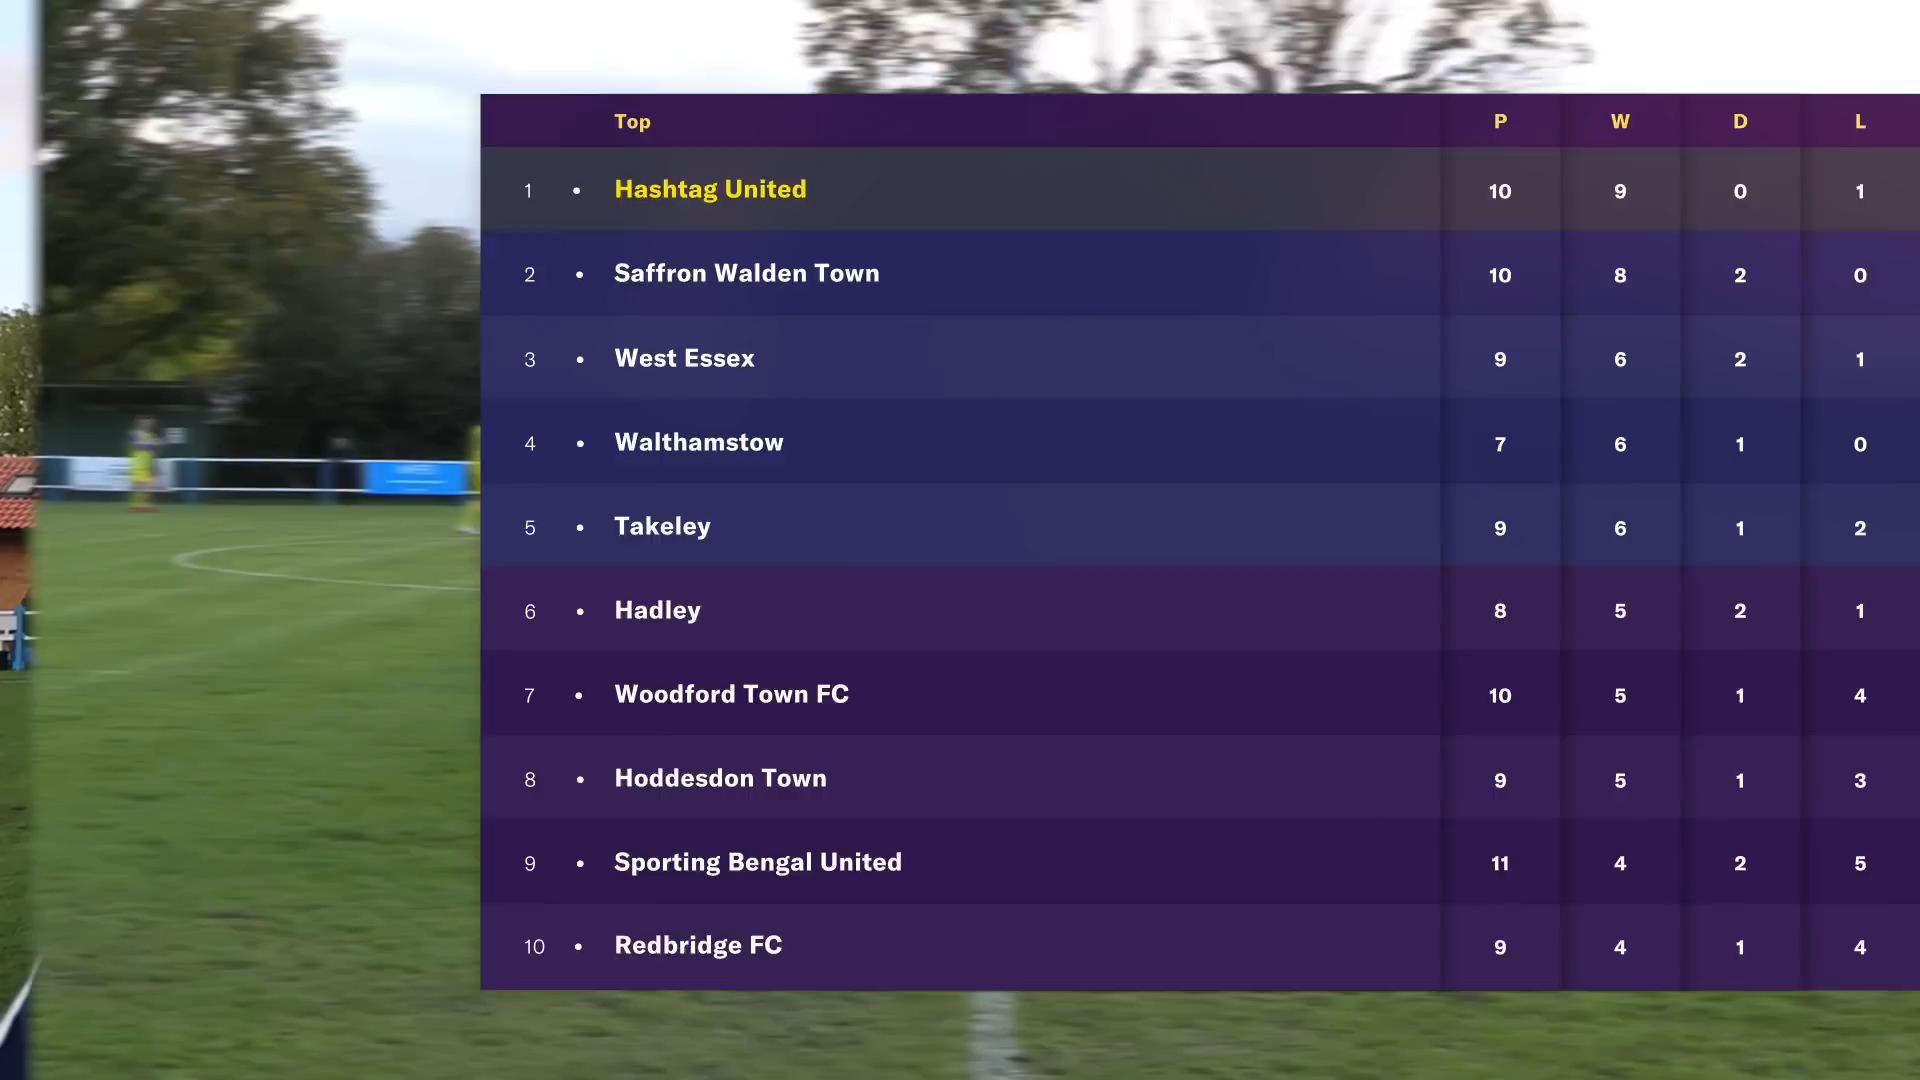 Top P W D L
1 • Hashtag United 10 9 0 1
2 • Saffron Walden Town 10 8 2 0
3 • West Essex 9 6 2 1
4 • Walthamstow 7 6 1 0
5 • Takeley 9 6 1 2
6 • Hadley 8 5 2 1
7 • Woodford Town FC 10 5 1 4
8 • Hoddesdon Town 9 5 1 3
9 • Sporting Bengal United 11 4 2 5
10 • Redbridge FC 9 4 1 4